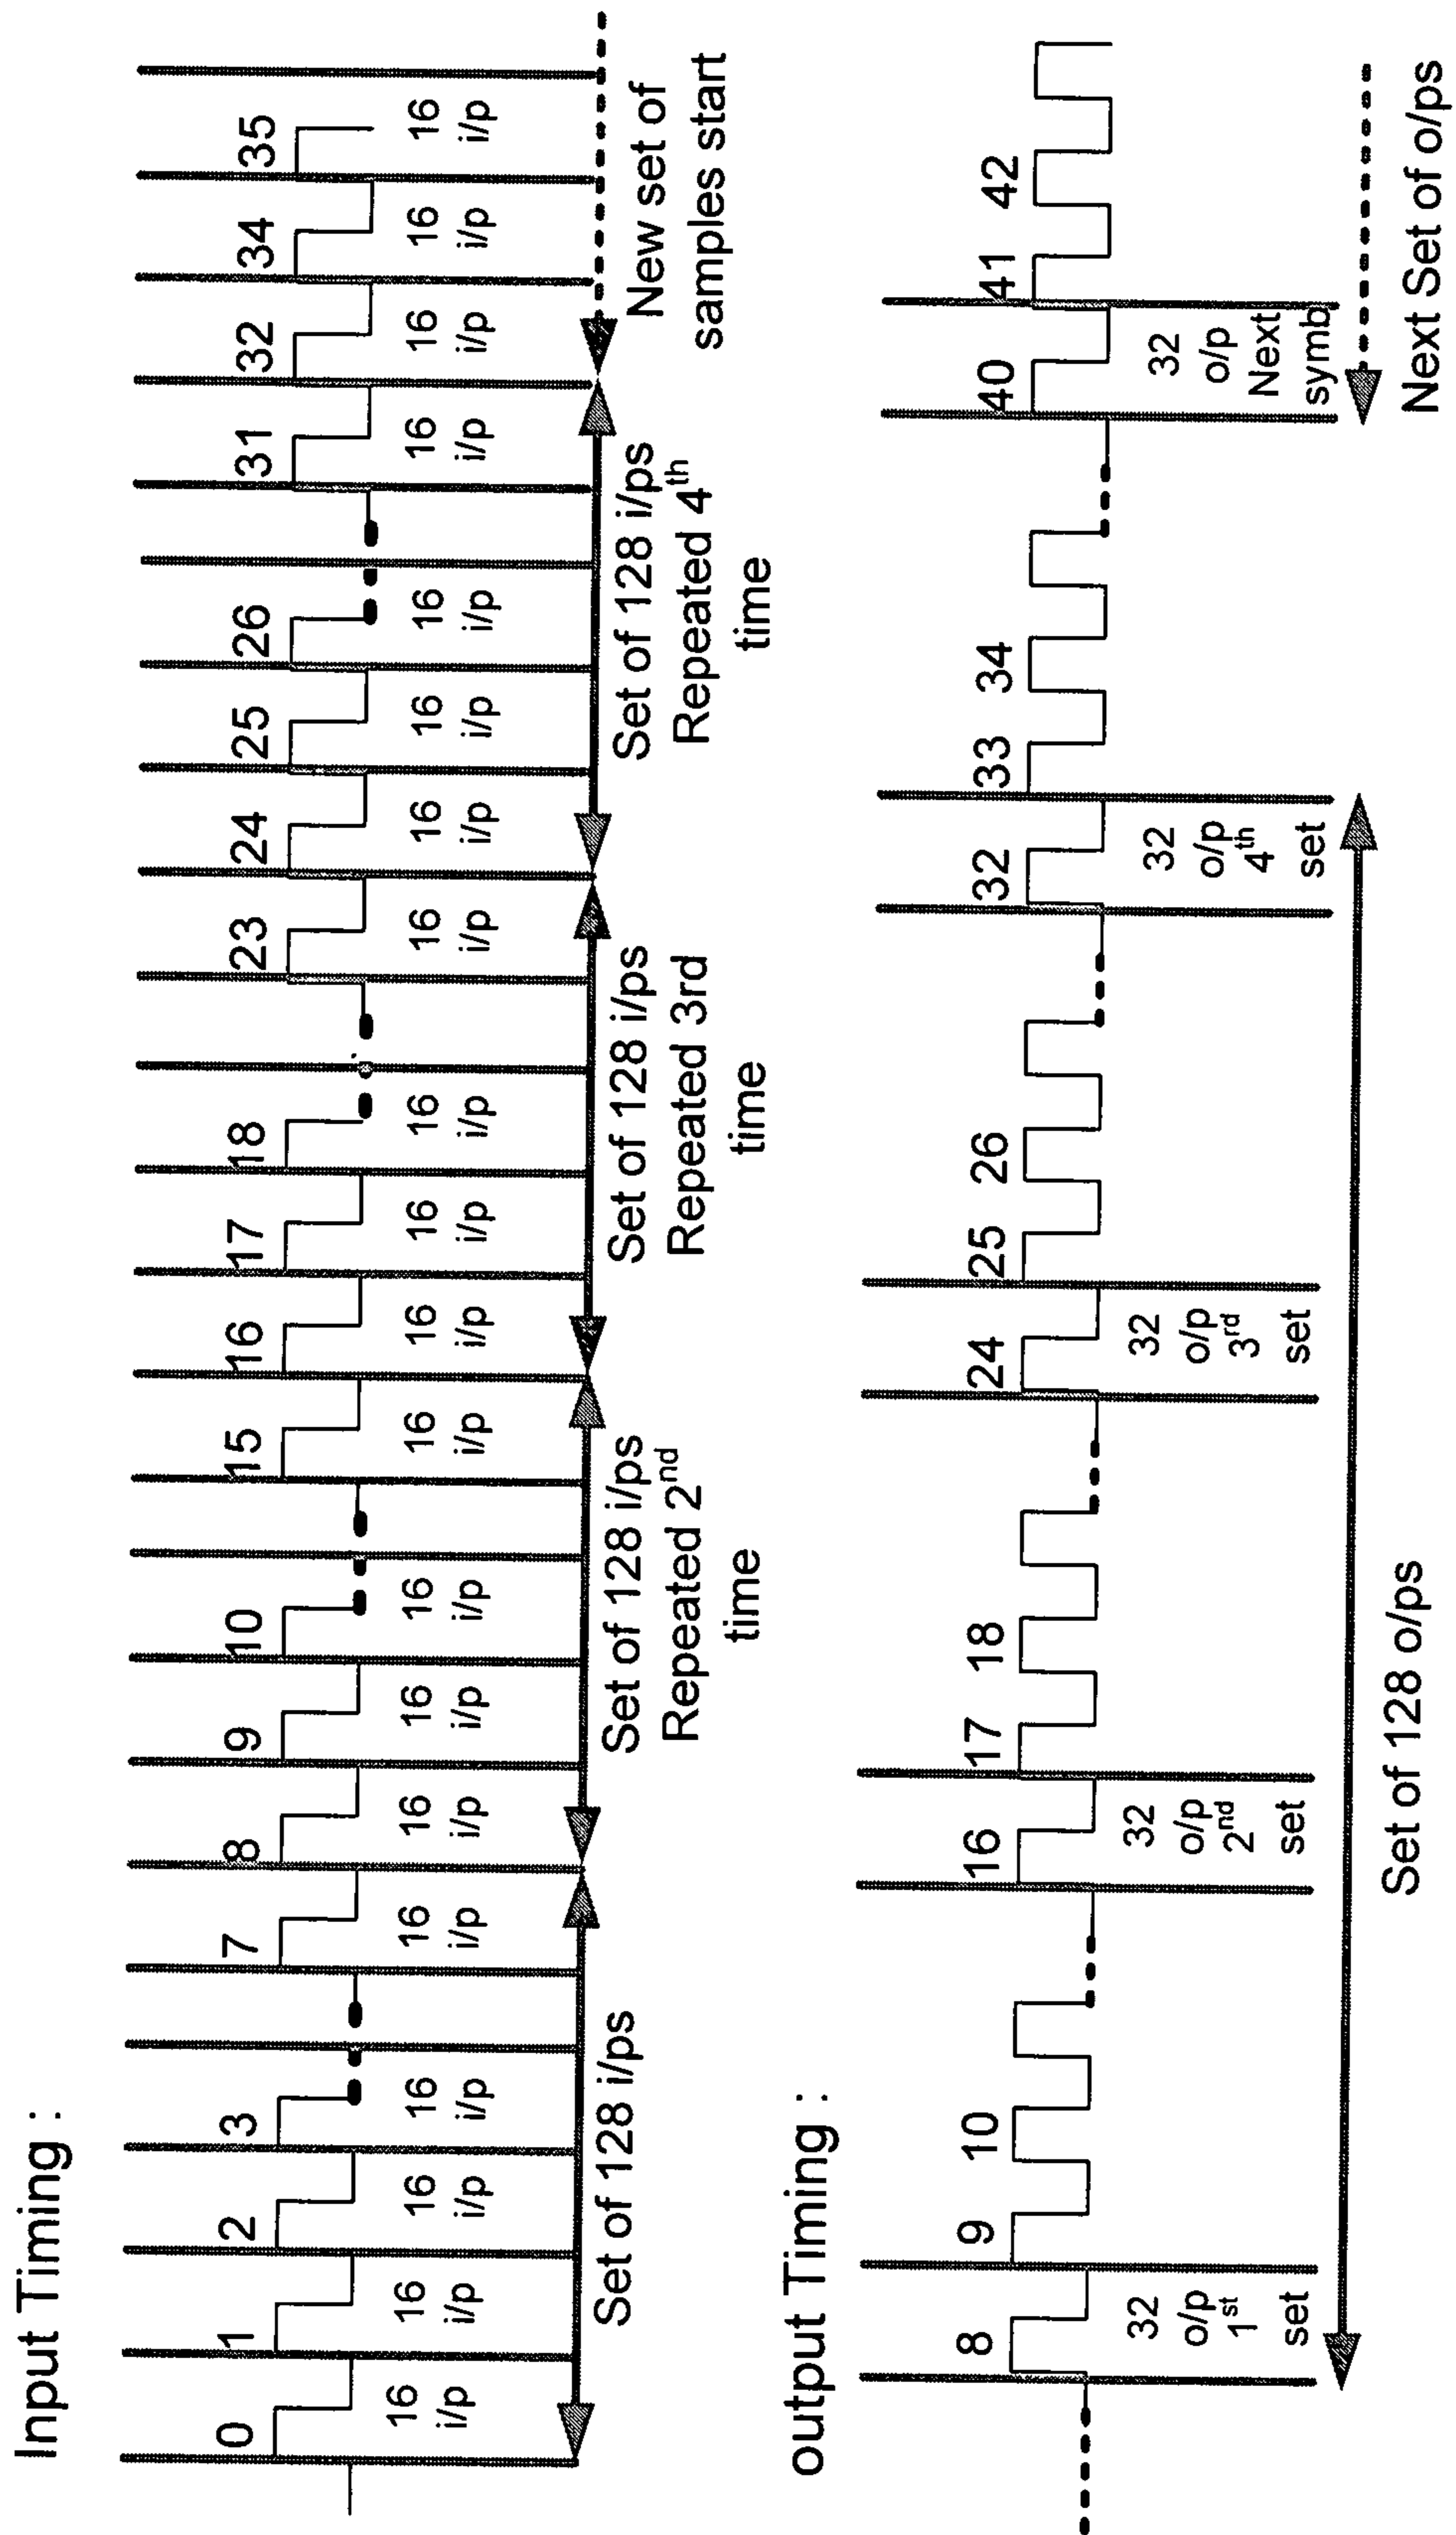 Input Timing :
0 1 2 3 7 8 9 10 15 16 17 18 23 24 25 26 31 32 34 35
16 16 16 16 16 16 16 16 16 16 16 16 16 16 16 16 16 16 16 16
i/p i/p i/p i/p i/p i/p i/p i/p i/p i/p i/p i/p i/p i/p i/p i/p i/p i/p i/p i/p
Set of 128 i/ps
Set of 128 i/ps
Repeated 2nd
time
Set of 128 i/ps
Repeated 3rd
time
Set of 128 i/ps
Repeated 4th
time
New set of
samples start
output Timing :
8 9 10 16 17 18 24 25 26 32 33 34 40 41 42
32
o/p
1st
set
32
o/p
2nd
set
32
o/p
3rd
set
32
o/p
4th
set
32
o/p
Next
symb
Set of 128 o/ps
Next Set of o/ps